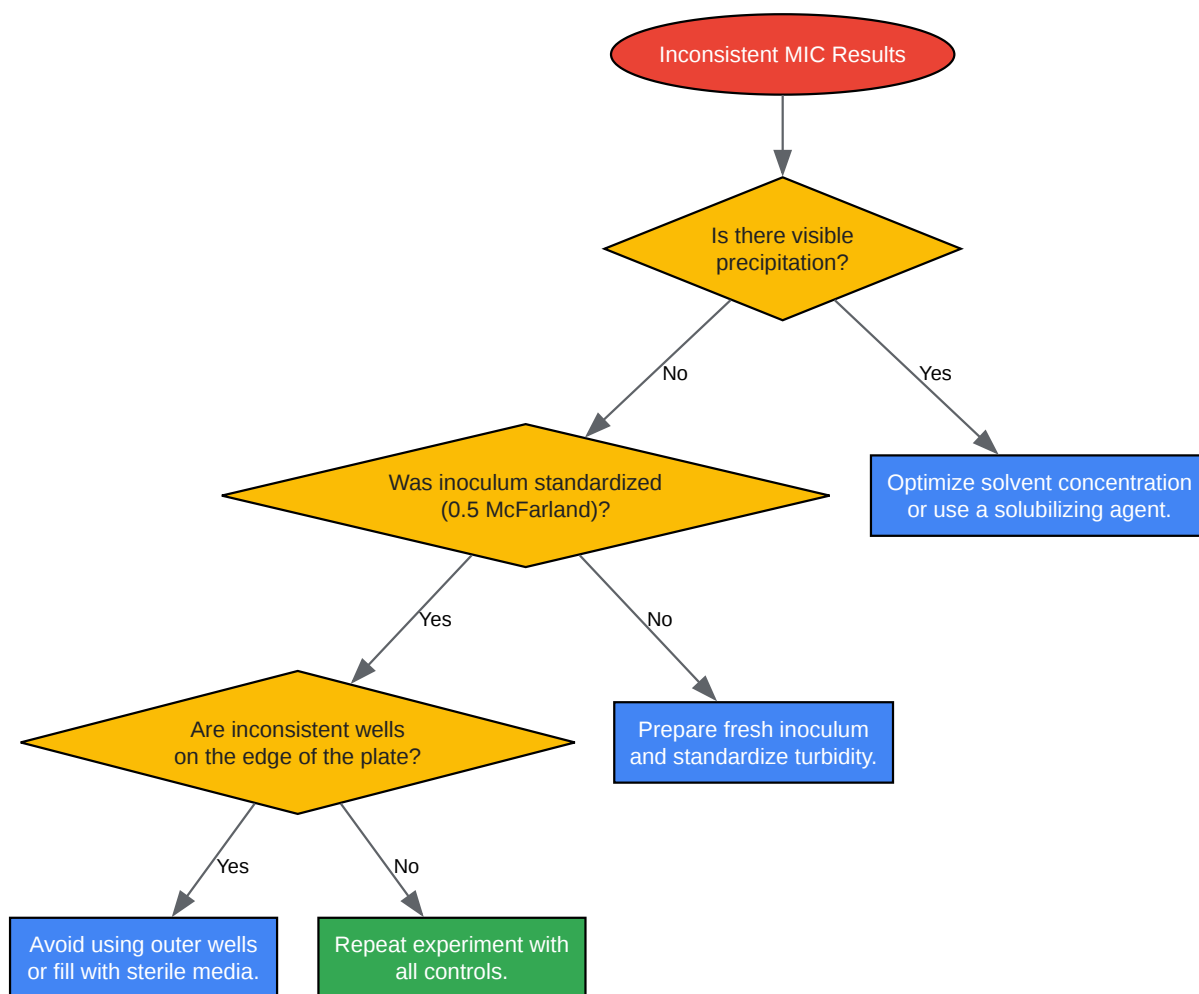 Inconsistent MIC Results
Is there visible
precipitation?
No
Yes
Was inoculum standardized
(0.5 McFarland)?
Optimize solvent concentration
or use a solubilizing agent.
Yes
No
Are inconsistent wells
on the edge of the plate?
Prepare fresh inoculum
and standardize turbidity.
Yes
No
Avoid using outer wells
or fill with sterile media.
Repeat experiment with
all controls.